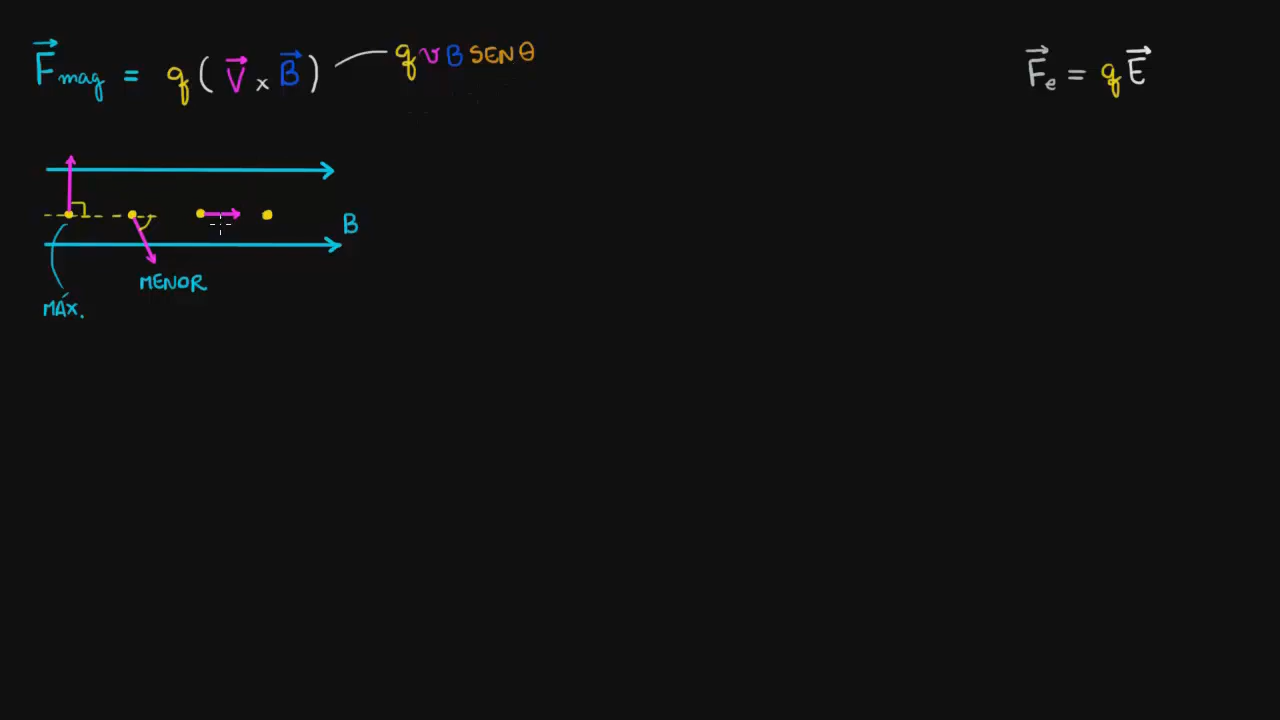 F⃗mag = q ( V⃗ x B⃗ ) q v B SEN θ
F⃗e = q E⃗
B
MENOR
MÁX.